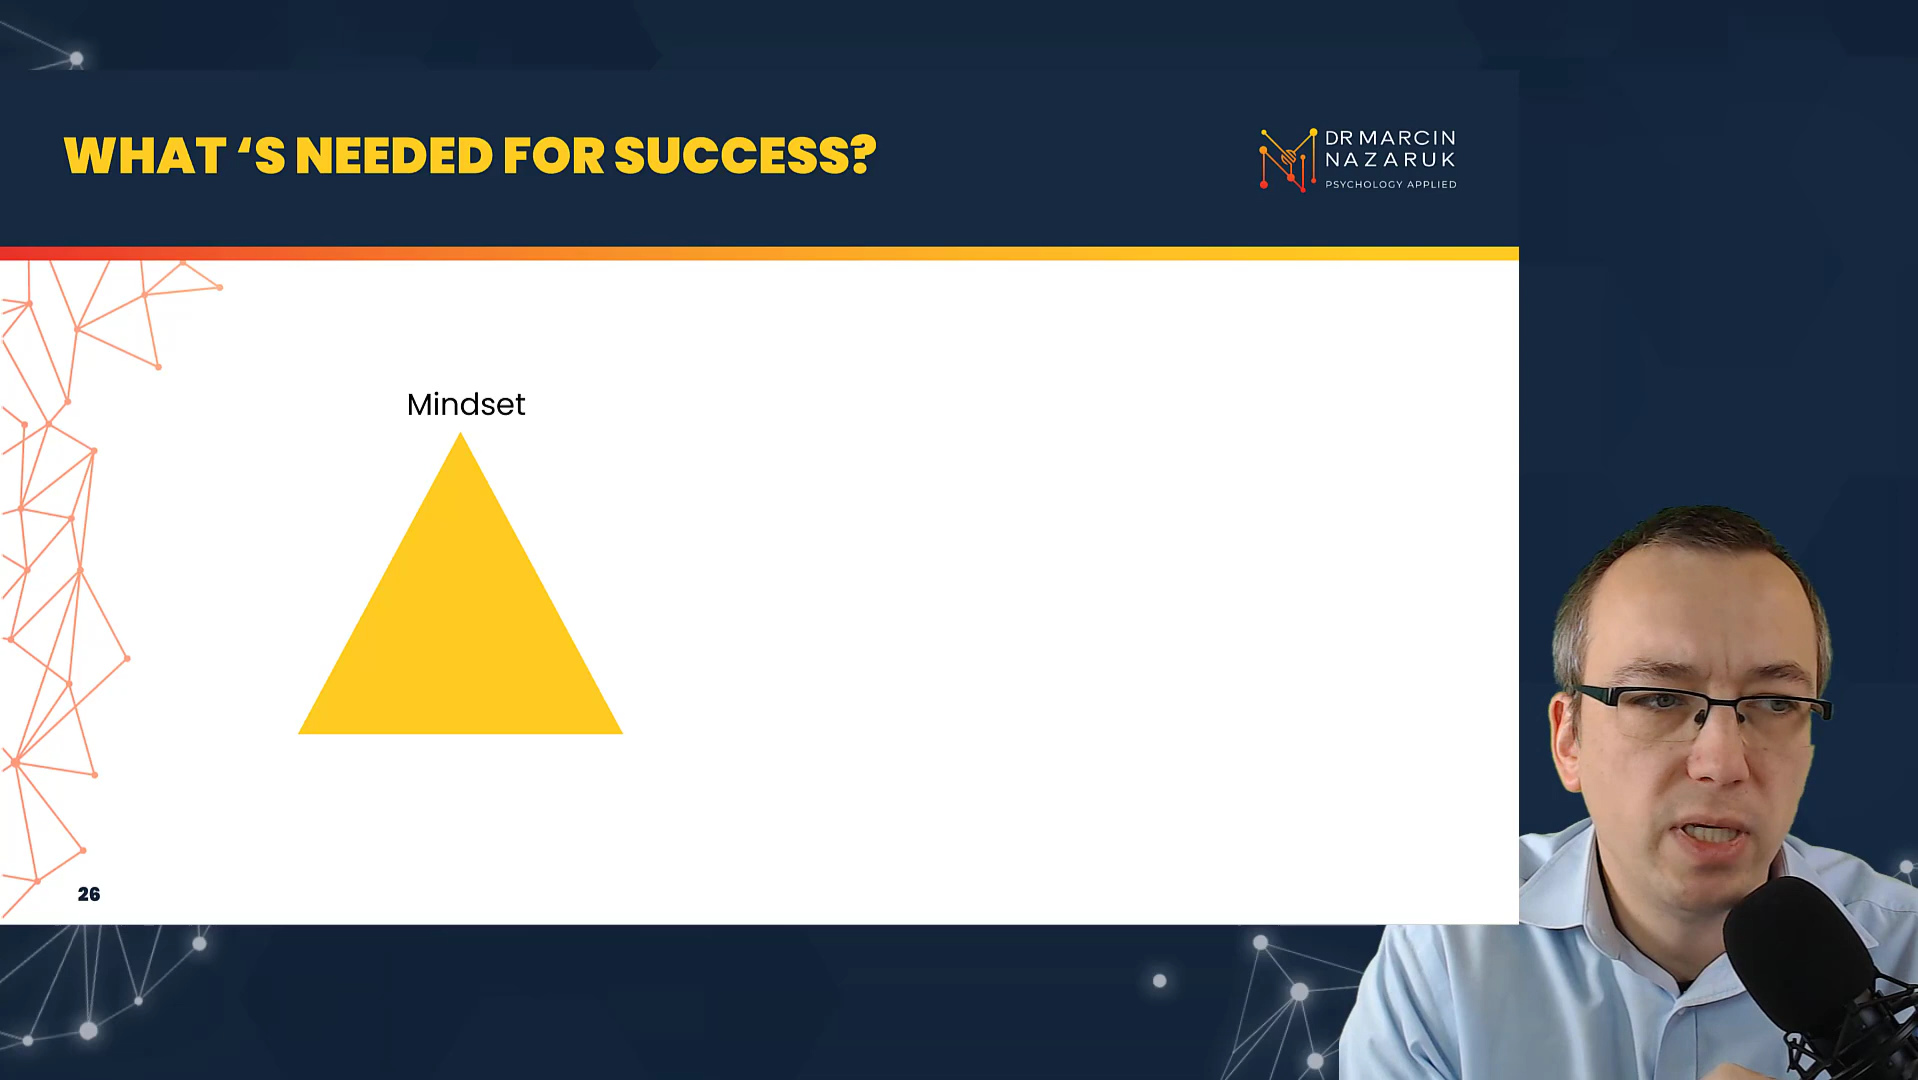 WHAT ‘S NEEDED FOR SUCCESS?
DR MARCIN
NAZARUK
PSYCHOLOGY APPLIED
Mindset
26